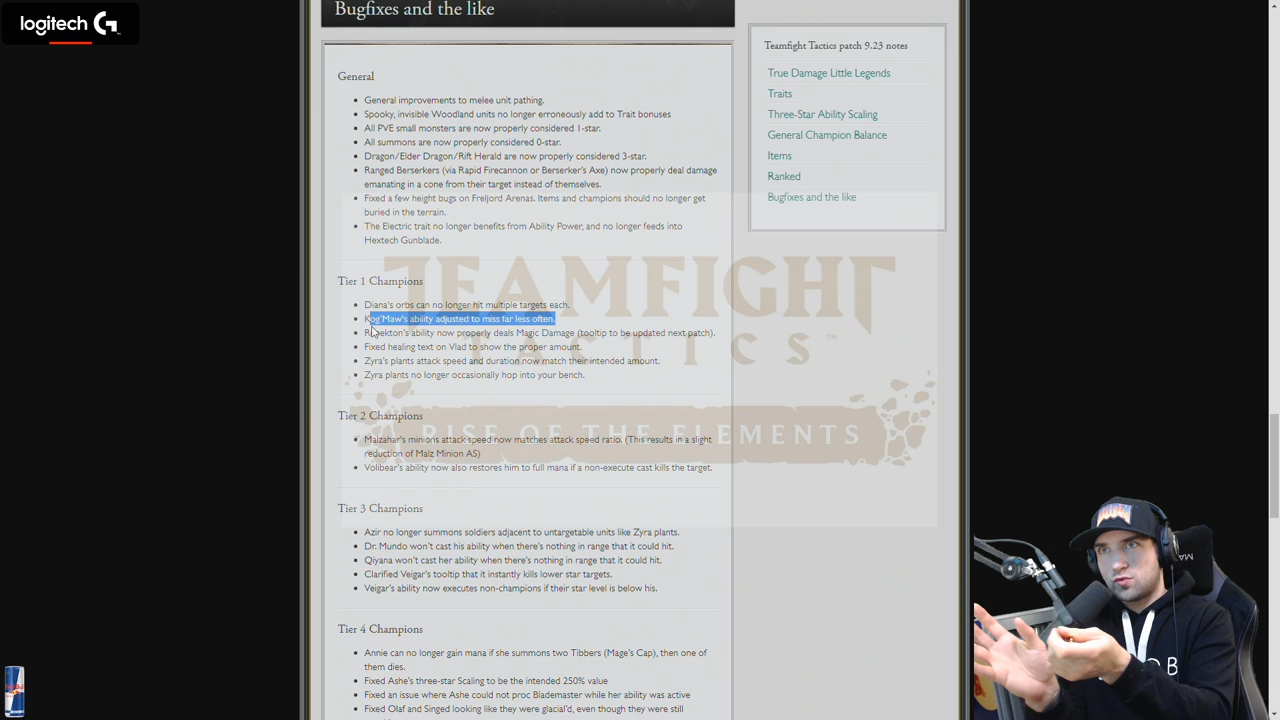 logitech G
Bugfixes and the like
General
General improvements to melee unit pathing.
Spooky, invisible Woodland units no longer erroneously add to Trait bonuses
All PVE small monsters are now properly considered 1-star.
All summons are now properly considered 0-star.
Dragon/Elder Dragon/Rift Herald are now properly considered 3-star.
Ranged Berserkers (via Rapid Firecannon or Berserker's Axe) now properly deal damage
emanating in a cone from their target instead of themselves.
Fixed a few height bugs on Freljord Arenas. Items and champions should no longer get
buried in the terrain.
The Electric trait no longer benefits from Ability Power, and no longer feeds into
Hextech Gunblade.
Tier 1 Champions
Diana's orbs can no longer hit multiple targets each.
Kog'Maw's ability adjusted to miss far less often.
Renekton's ability now properly deals Magic Damage (tooltip to be updated next patch).
Fixed healing text on Vlad to show the proper amount.
Zyra's plants attack speed and duration now match their intended amount.
Zyra plants no longer occasionally hop into your bench.
Tier 2 Champions
Malzahar's minions attack speed now matches attack speed ratio. (This results in a slight
reduction of Malz Minion AS)
Volibear's ability now also restores him to full mana if a non-execute cast kills the target.
Tier 3 Champions
Azir no longer summons soldiers adjacent to untargetable units like Zyra plants.
Dr. Mundo won't cast his ability when there's nothing in range that it could hit.
Qiyana won't cast her ability when there's nothing in range that it could hit.
Clarified Veigar's tooltip that it instantly kills lower star targets.
Veigar's ability now executes non-champions if their star level is below his.
Tier 4 Champions
Annie can no longer gain mana if she summons two Tibbers (Mage's Cap), then one of
them dies.
Fixed Ashe's three-star Scaling to be the intended 250% value
Fixed an issue where Ashe could not proc Blademaster while her ability was active
Fixed Olaf and Singed looking like they were glacial'd, even though they were still
Teamfight Tactics patch 9.23 notes
True Damage Little Legends
Traits
Three-Star Ability Scaling
General Champion Balance
Items
Ranked
Bugfixes and the like
TEAMFIGHT
TACTICS™
RISE OF THE ELEMENTS